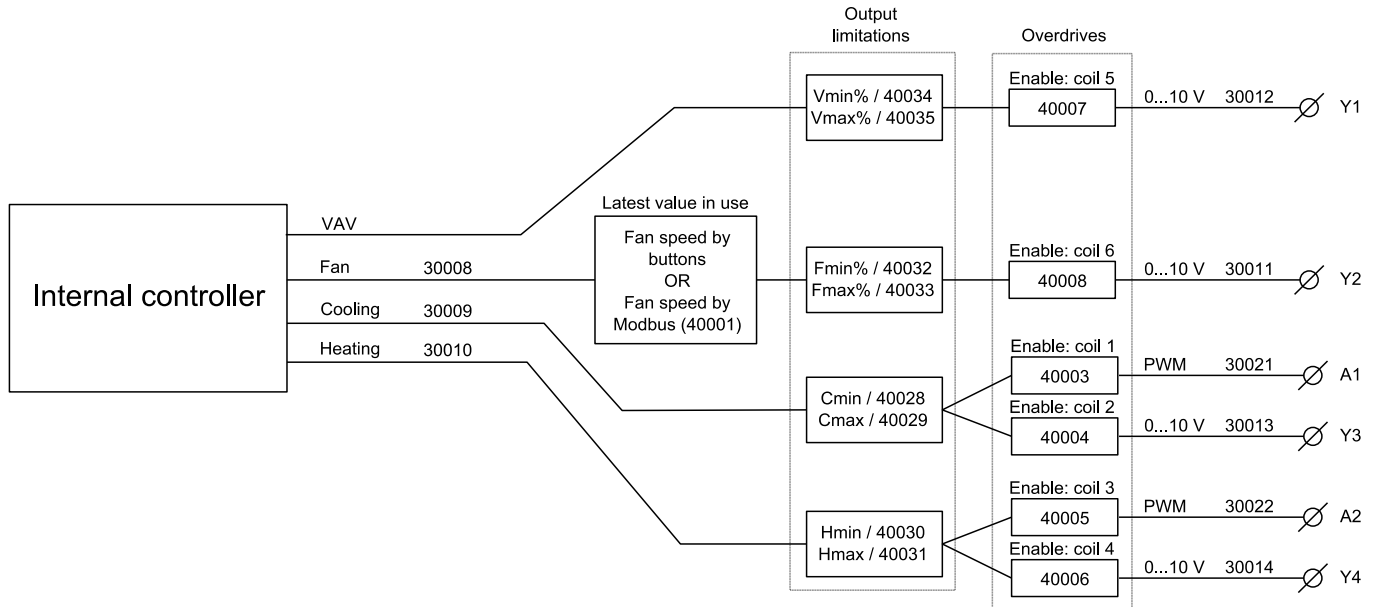 Output
limitations
Overdrives
Enable: coil 5
Vmin% / 40034
Vmax% / 40035
40007
0...10 V 30012
Y1
Latest value in use
VAV
Fan speed by
buttons
OR
Fan speed by
Modbus (40001)
Internal controller
Fan 30008
Enable: coil 6
Fmin% / 40032
Fmax% / 40033
40008
0...10 V 30011
Y2
Cooling 30009
Heating 30010
Enable: coil 1
40003
PWM 30021
A1
Cmin / 40028
Cmax / 40029
Enable: coil 2
40004
0...10 V 30013
Y3
Enable: coil 3
40005
PWM 30022
A2
Hmin / 40030
Hmax / 40031
Enable: coil 4
40006
0...10 V 30014
Y4